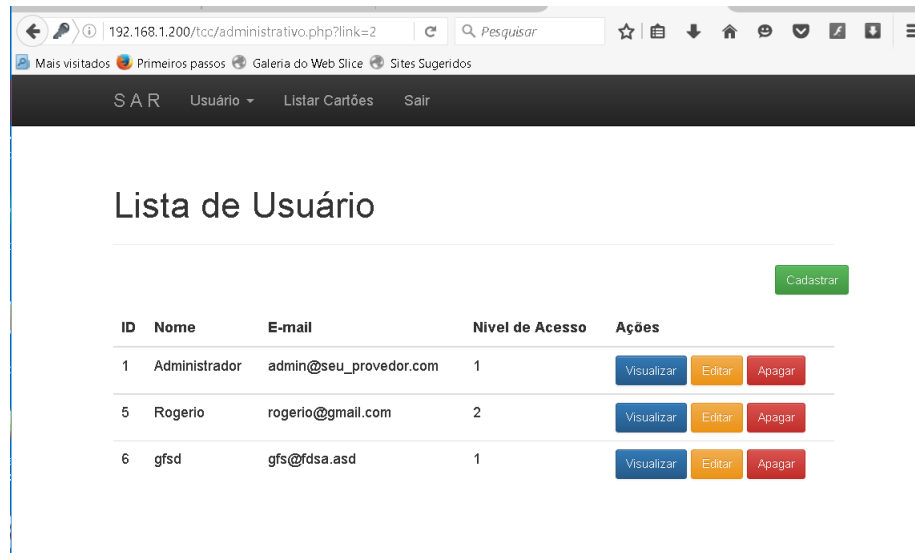 192.168.1.200/tcc/administrativo.php?link=2 Pesquisar
Mais visitados Primeiros passos Galeria do Web Slice Sites Sugeridos
S A R Usuário Listar Cartões Sair
Lista de Usuário
Cadastrar
ID Nome E-mail Nivel de Acesso Ações
1 Administrador admin@seu_provedor.com 1 Visualizar Editar Apagar
5 Rogerio rogerio@gmail.com 2 Visualizar Editar Apagar
6 gfsd gfs@fdsa.asd 1 Visualizar Editar Apagar